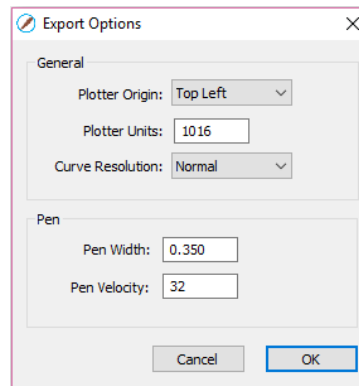 Export Options
General
Plotter Origin: Top Left
Plotter Units: 1016
Curve Resolution: Normal
Pen
Pen Width: 0.350
Pen Velocity: 32
Cancel OK